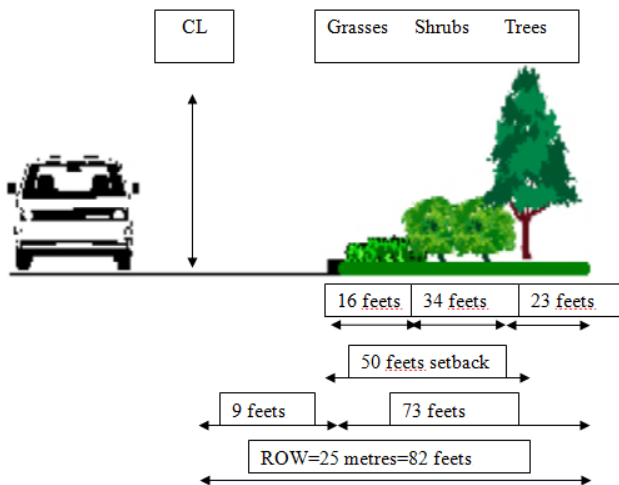 CL
Grasses Shrubs Trees
16 feets 34 feets 23 feets
50 feets setback
9 feets 73 feets
ROW=25 metres=82 feets